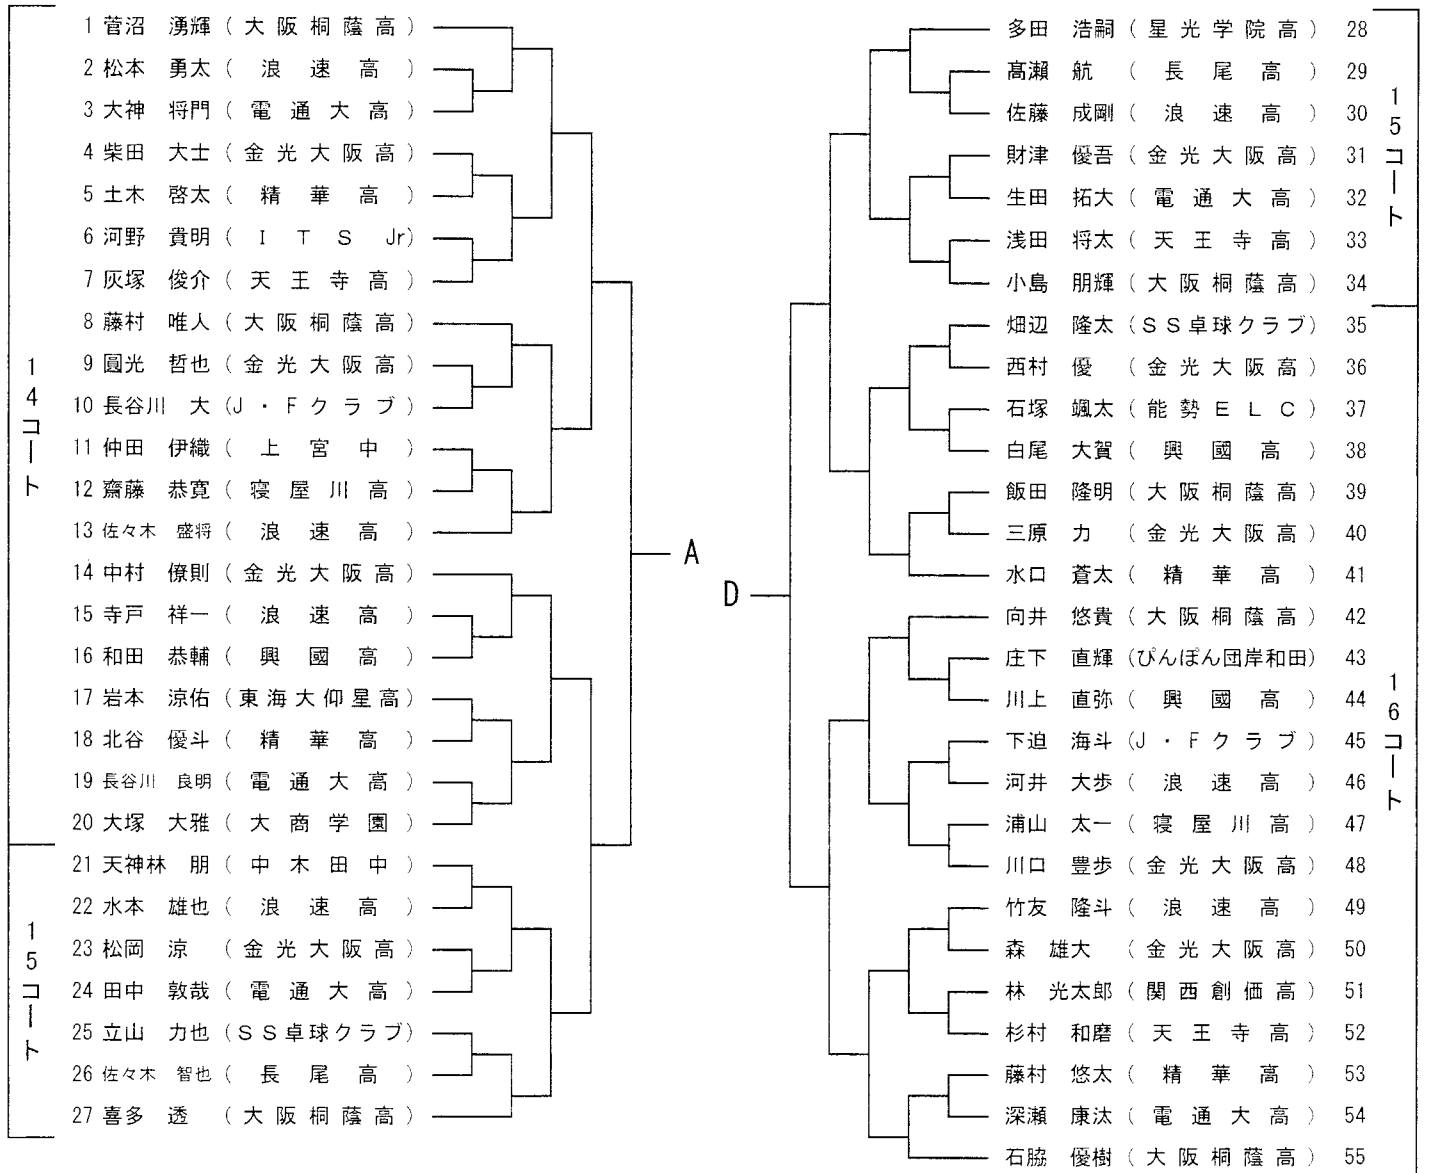 14コート
1 菅沼 湧輝 ( 大 阪 桐 蔭 高 )
2 松本 勇太 ( 浪 速 高 )
3 大神 将門 ( 電 通 大 高 )
4 柴田 大士 ( 金 光 大 阪 高 )
5 土木 啓太 ( 精 華 高 )
6 河野 貴明 ( I T S Jr)
7 灰塚 俊介 ( 天 王 寺 高 )
8 藤村 唯人 ( 大 阪 桐 蔭 高 )
9 圓光 哲也 ( 金 光 大 阪 高 )
10 長谷川 大 (J ・ F クラブ )
11 仲田 伊織 ( 上 宮 中 )
12 齋藤 恭寛 ( 寝 屋 川 高 )
13 佐々木 盛将 ( 浪 速 高 )
14 中村 僚則 ( 金 光 大 阪 高 )
15 寺戸 祥一 ( 浪 速 高 )
16 和田 恭輔 ( 興 國 高 )
17 岩本 涼佑 ( 東 海 大 仰 星 高 )
18 北谷 優斗 ( 精 華 高 )
19 長谷川 良明 ( 電 通 大 高 )
20 大塚 大雅 ( 大 商 学 園 )
15コート
21 天神林 朋 ( 中 木 田 中 )
22 水本 雄也 ( 浪 速 高 )
23 松岡 涼 ( 金 光 大 阪 高 )
24 田中 敦哉 ( 電 通 大 高 )
25 立山 力也 (ＳＳ卓球クラブ)
26 佐々木 智也 ( 長 尾 高 )
27 喜多 透 ( 大 阪 桐 蔭 高 )
A
D
多田 浩嗣 ( 星 光 学 院 高 ) 28
髙瀬 航 ( 長 尾 高 ) 29
佐藤 成剛 ( 浪 速 高 ) 30
財津 優吾 ( 金 光 大 阪 高 ) 31
生田 拓大 ( 電 通 大 高 ) 32
浅田 将太 ( 天 王 寺 高 ) 33
小島 朋輝 ( 大 阪 桐 蔭 高 ) 34
15コート
畑辺 隆太 (ＳＳ卓球クラブ) 35
西村 優 ( 金 光 大 阪 高 ) 36
石塚 颯太 ( 能 勢 Ｅ Ｌ Ｃ ) 37
白尾 大賀 ( 興 國 高 ) 38
飯田 隆明 ( 大 阪 桐 蔭 高 ) 39
三原 力 ( 金 光 大 阪 高 ) 40
水口 蒼太 ( 精 華 高 ) 41
向井 悠貴 ( 大 阪 桐 蔭 高 ) 42
庄下 直輝 (ぴんぽん団岸和田) 43
川上 直弥 ( 興 國 高 ) 44
下迫 海斗 (J ・ F クラブ ) 45
河井 大歩 ( 浪 速 高 ) 46
浦山 太一 ( 寝 屋 川 高 ) 47
川口 豊歩 ( 金 光 大 阪 高 ) 48
竹友 隆斗 ( 浪 速 高 ) 49
森 雄大 ( 金 光 大 阪 高 ) 50
林 光太郎 ( 関 西 創 価 高 ) 51
杉村 和磨 ( 天 王 寺 高 ) 52
藤村 悠太 ( 精 華 高 ) 53
深瀬 康汰 ( 電 通 大 高 ) 54
石脇 優樹 ( 大 阪 桐 蔭 高 ) 55
16コート